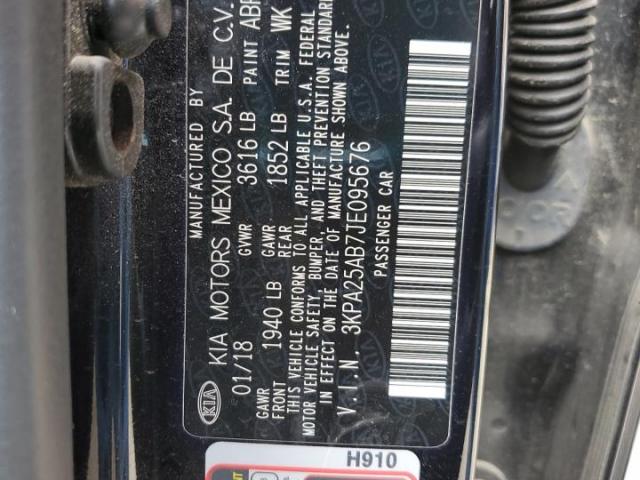 MANUFACTURED BY
KIA KIA MOTORS MEXICO S.A. DE C.V.
01/18 GVWR 3616 LB PAINT ABP
GAWR FRONT 1940 LB GAWR REAR 1852 LB TRIM WK
THIS VEHICLE CONFORMS TO ALL APPLICABLE U.S.A. FEDERAL
MOTOR VEHICLE SAFETY, BUMPER, AND THEFT PREVENTION STANDARD
IN EFFECT ON THE DATE OF MANUFACTURE SHOWN ABOVE.
V.I.N. 3KPA25AB7JE095676
PASSENGER CAR
H910